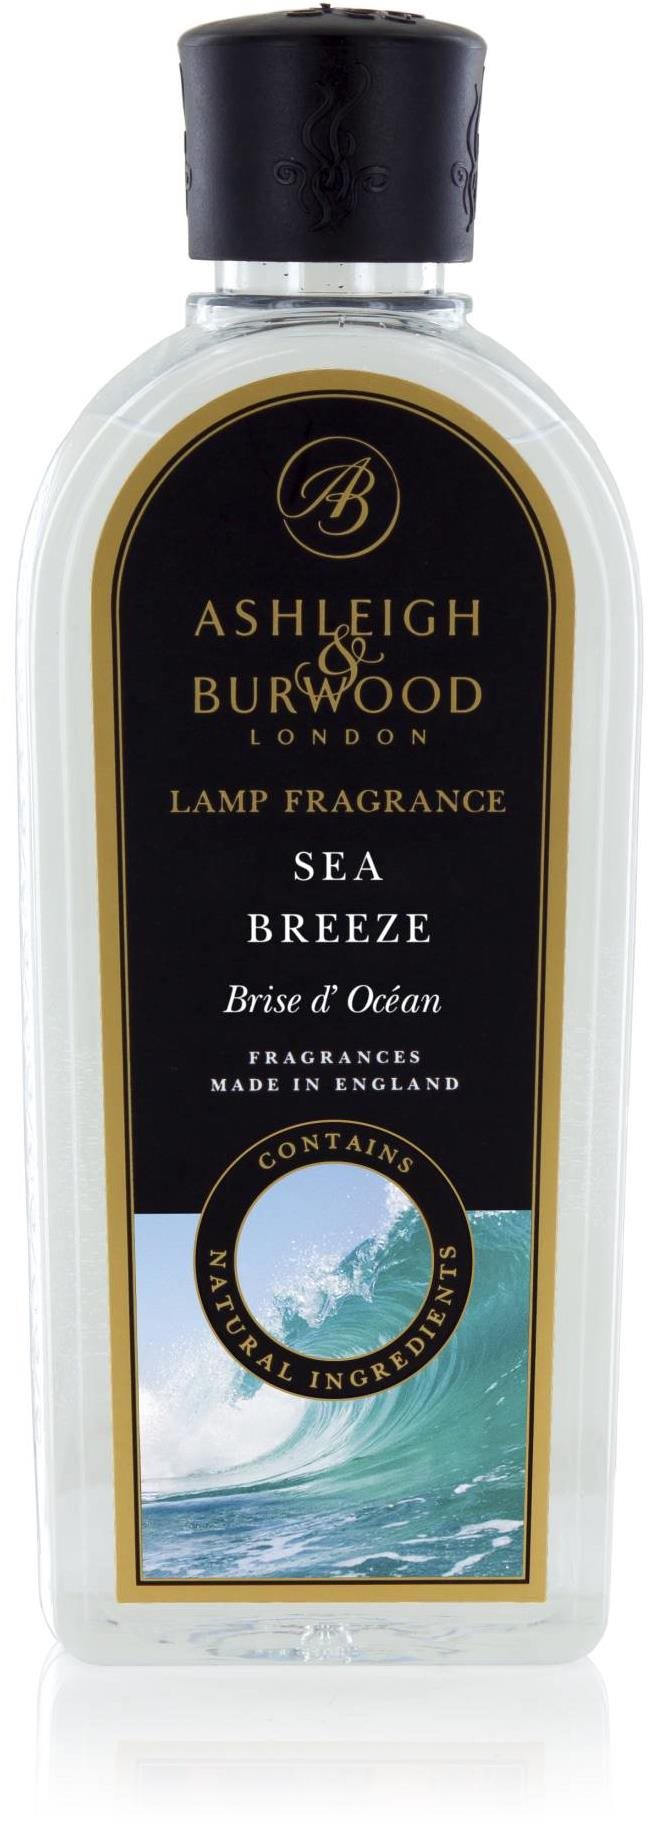 AB
ASHLEIGH
&
BURWOOD
LONDON
LAMP FRAGRANCE
SEA
BREEZE
Brise d' Océan
FRAGRANCES
MADE IN ENGLAND
CONTAINS
NATURAL INGREDIENTS